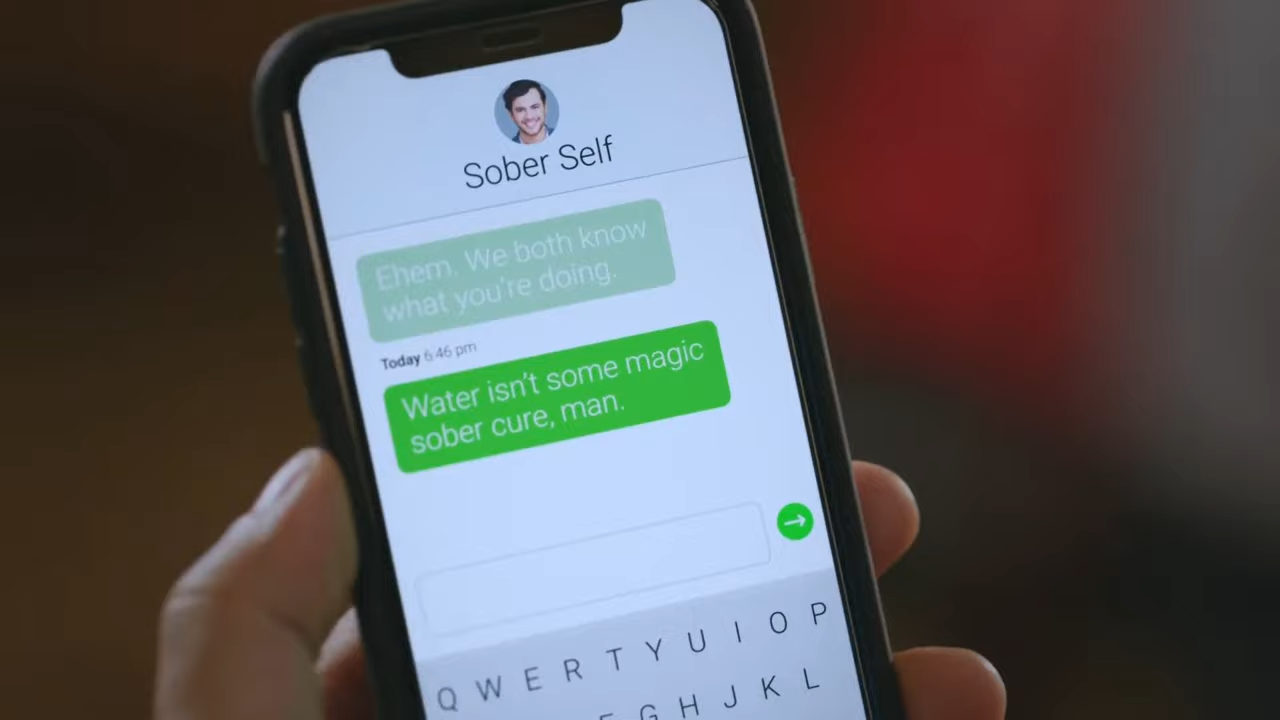 Sober Self
Ehem. We both know
what you're doing.
Today 6:46 pm
Water isn't some magic
sober cure, man.
Q W E R T Y U I O P
G H J K L